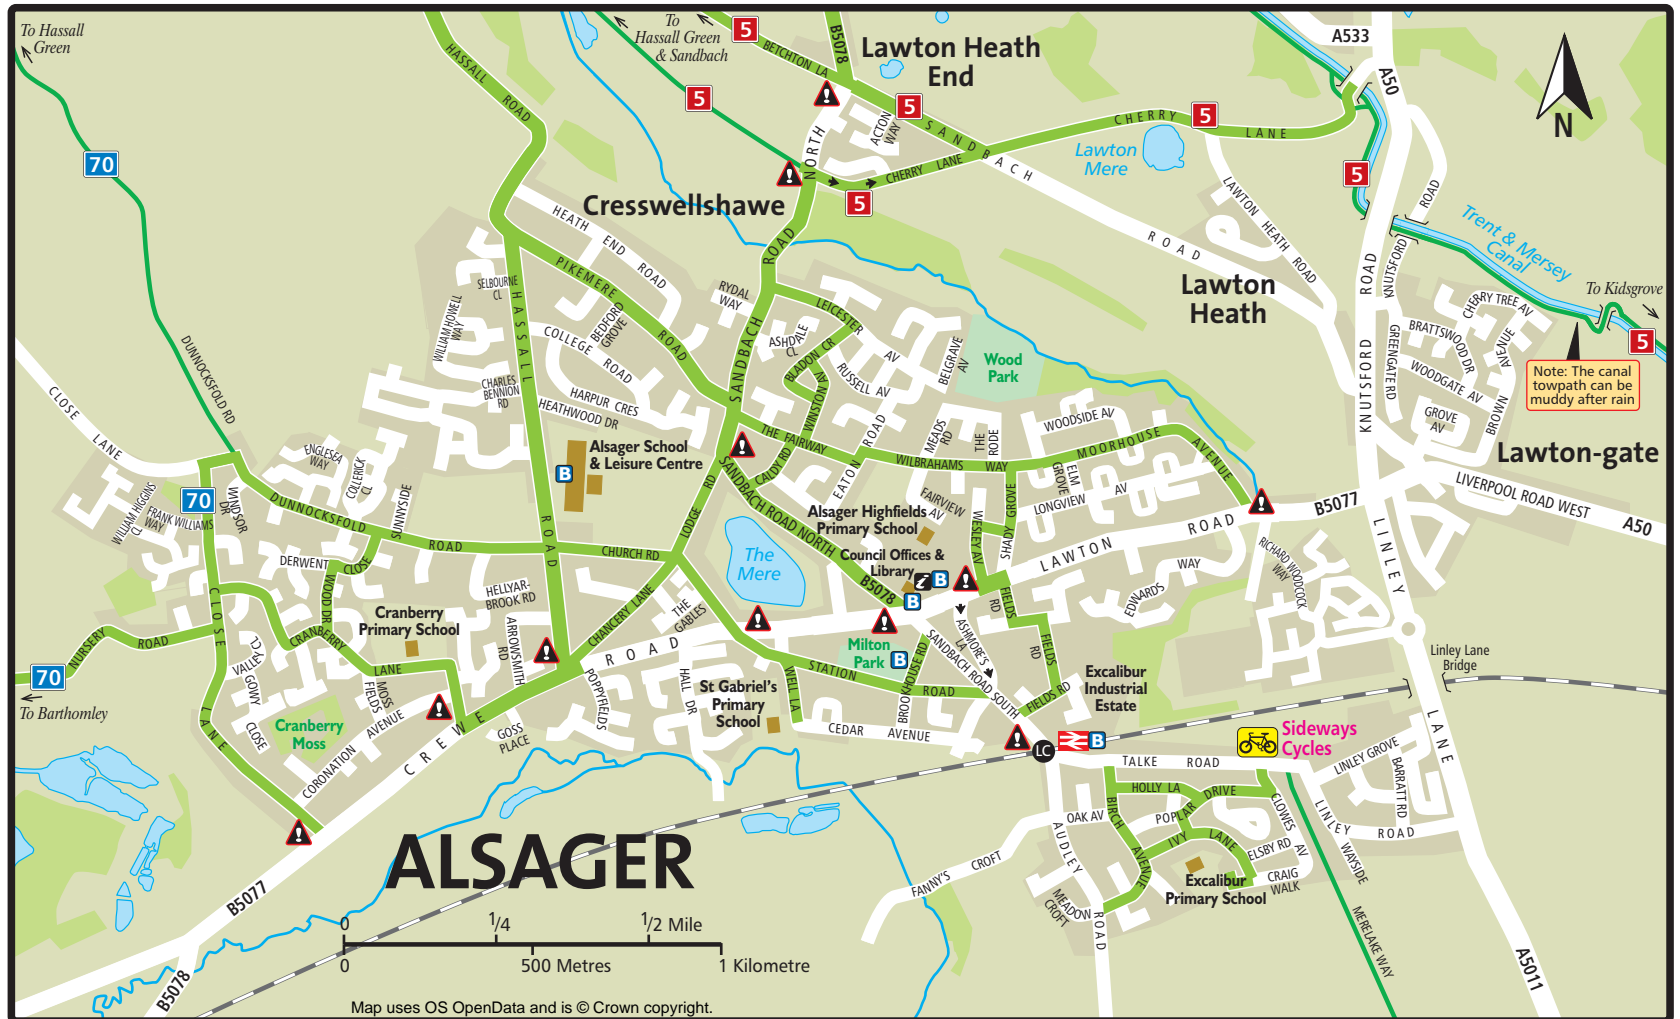 To Hassall
Green
To
Hassall Green
& Sandbach
5
BETCHTON LA
B5078
Lawton Heath
End
A533
A50
N
HASSALL
ROAD
5
5
5
NORTH
ACTON
WAY
SANDBACH
ROAD
CHERRY LANE
CHERRY
LANE
Lawton
Mere
5
ROAD
70
5
Cresswellshawe
LAWTON HEATH ROAD
Trent & Mersey
Canal
To Kidsgrove
5
HEATH END ROAD
ROAD
Lawton
Heath
KNUTSFORD
KNUTSFORD ROAD
CHERRY TREE AV
BRATTSWOOD DR
GREENGATE RD
WOODGATE AV
GROVE
AV
BROWN
AVENUE
Note: The canal
towpath can be
muddy after rain
Lawton-gate
LIVERPOOL ROAD WEST
A50
PIKEMERE
ROAD
SELBOURNE
CL
HASSALL
ROAD
WILLIAM HOWELL
WAY
BEDFORD
GROVE
COLLEGE
ROAD
RYDAL
WAY
SANDBACH
LEICESTER
AV
ASHDALE
CL
BLADON CR
WINSTON AV
RUSSELL AV
BELGRAVE
AV
Wood
Park
DUNNOCKSFOLD RD
CLOSE
LANE
CHARLES
BENNION
RD
HARPUR CRES
HEATHWOOD DR
THE FAIRWAY
CALDY RD
EATON
ROAD
MEADS
RD
THE
RODE
WOODSIDE AV
MOORHOUSE
AVENUE
WILBRAHAMS WAY
ELM
GROVE
LONGVIEW AV
ENGLESEA
WAY
COLLERICK
CL
B
Alsager School
& Leisure Centre
LODGE RD
SANDBACH ROAD NORTH
B5078
Alsager Highfields
Primary School
FAIRVIEW
AV
WESLEY AV
SHADY GROVE
B5077
70
WILLIAM HIGGINS
CL
FRANK WILLIAMS
WAY
WINDSOR
DR
DUNNOCKSFOLD
ROAD
SUNNYSIDE
CHURCH RD
The
Mere
Council Offices &
Library
B
B
LAWTON
ROAD
WAY
EDWARDS
RICHARD WOODCOCK
WAY
LINLEY
LANE
DERWENT
CLOSE
WOOD DR
CRANBERRY
LANE
Cranberry
Primary School
HELLYAR-
BROOK RD
ARROWSMITH
RD
CHANCERY LANE
THE
GABLES
CLOSE
LANE
NURSERY
ROAD
70
To Barthomley
VALLEY CL
GOWY
CLOSE
Cranberry
Moss
MOSS
FIELDS
CORONATION AVENUE
CREWE
ROAD
GOSS
PLACE
POPPYFIELDS
HALL
DR
St Gabriel's
Primary
School
WELL LA
STATION
ROAD
Milton
Park
B
BROOKHOUSE RD
SANDBACH ROAD SOUTH
ASHMORE'S
LA
FIELDS
RD
FIELDS
RD
FIELDS RD
CEDAR AVENUE
Excalibur
Industrial
Estate
Linley Lane
Bridge
LC
B
Sideways
Cycles
TALKE ROAD
LINLEY GROVE
BARRATT RD
LINLEY ROAD
WAYSIDE
HOLLY LA
DRIVE
POPLAR
BIRCH
AVENUE
IVY
LANE
CLOWES
AV
ELSBY RD
CRAIG
WALK
Excalibur
Primary School
OAK AV
AUDLEY
ROAD
FANNY'S CROFT
MEADOW
CROFT
MERELAKE WAY
A5011
ALSAGER
B5077
B5078
0
1/4
1/2 Mile
0
500 Metres
1 Kilometre
Map uses OS OpenData and is © Crown copyright.